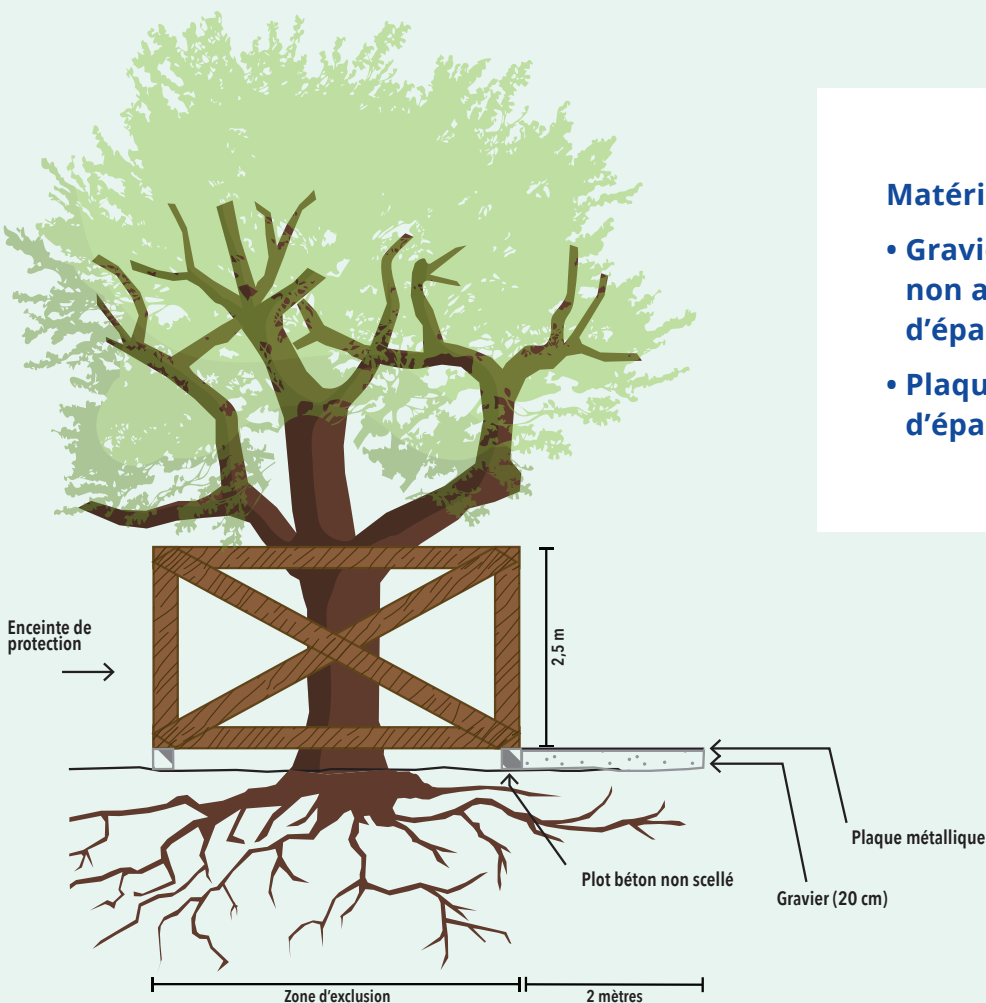 Matéri
• Gravi
non a
d'épa
• Plaqu
d'épa
Enceinte de
protection
2,5 m
Plaque métallique
Plot béton non scellé
Gravier (20 cm)
Zone d'exclusion
2 mètres